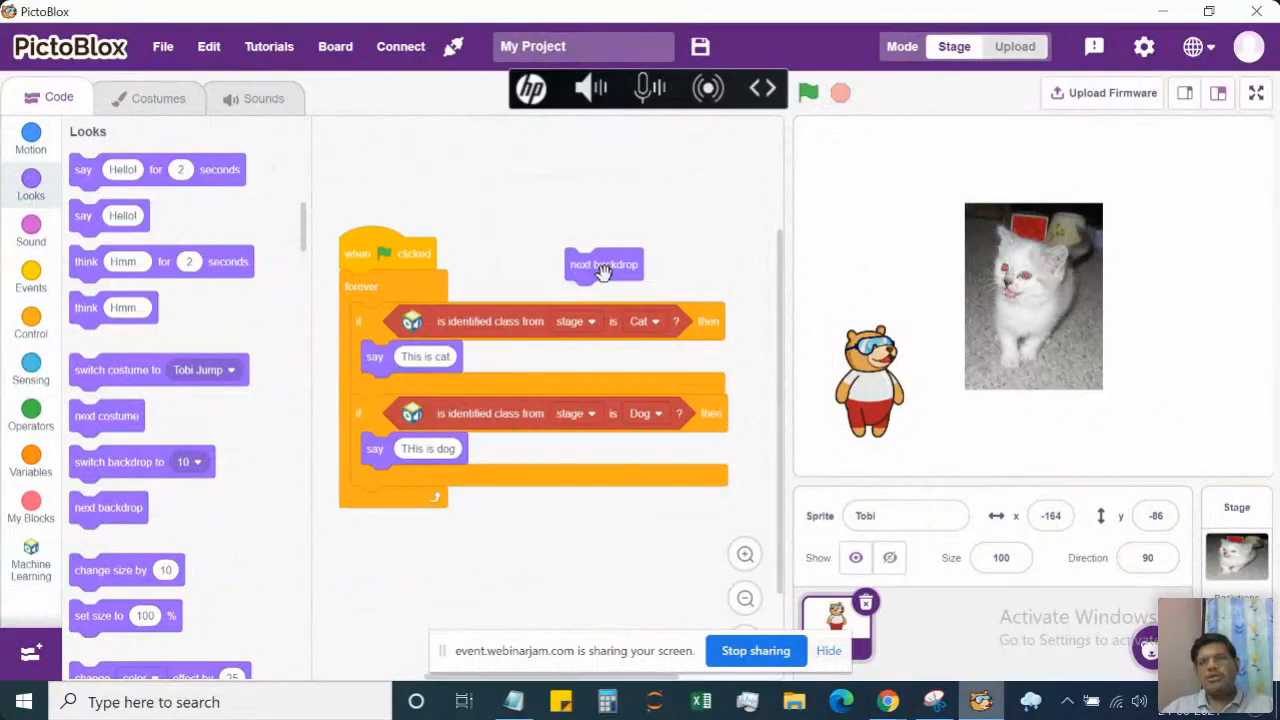 PictoBlox
PictoBlox File Edit Tutorials Board Connect My Project Mode Stage Upload
Code Costumes Sounds hp Upload Firmware
Motion
Looks
Sound
Events
Control
Sensing
Operators
Variables
My Blocks
Machine
Learning
Looks
say Hello! for 2 seconds
say Hello!
think Hmm... for 2 seconds
think Hmm...
switch costume to Tobi Jump
next costume
switch backdrop to 10
next backdrop
change size by 10
set size to 100 %
change color effect by 25
when clicked
forever
if is identified class from stage is Cat ? then
say This is cat
if is identified class from stage is Dog ? then
say THis is dog
next backdrop
Sprite Tobi x -164 y -86
Show Size 100 Direction 90
Stage
Activate Windows
event.webinarjam.com is sharing your screen. Stop sharing Hide
Type here to search